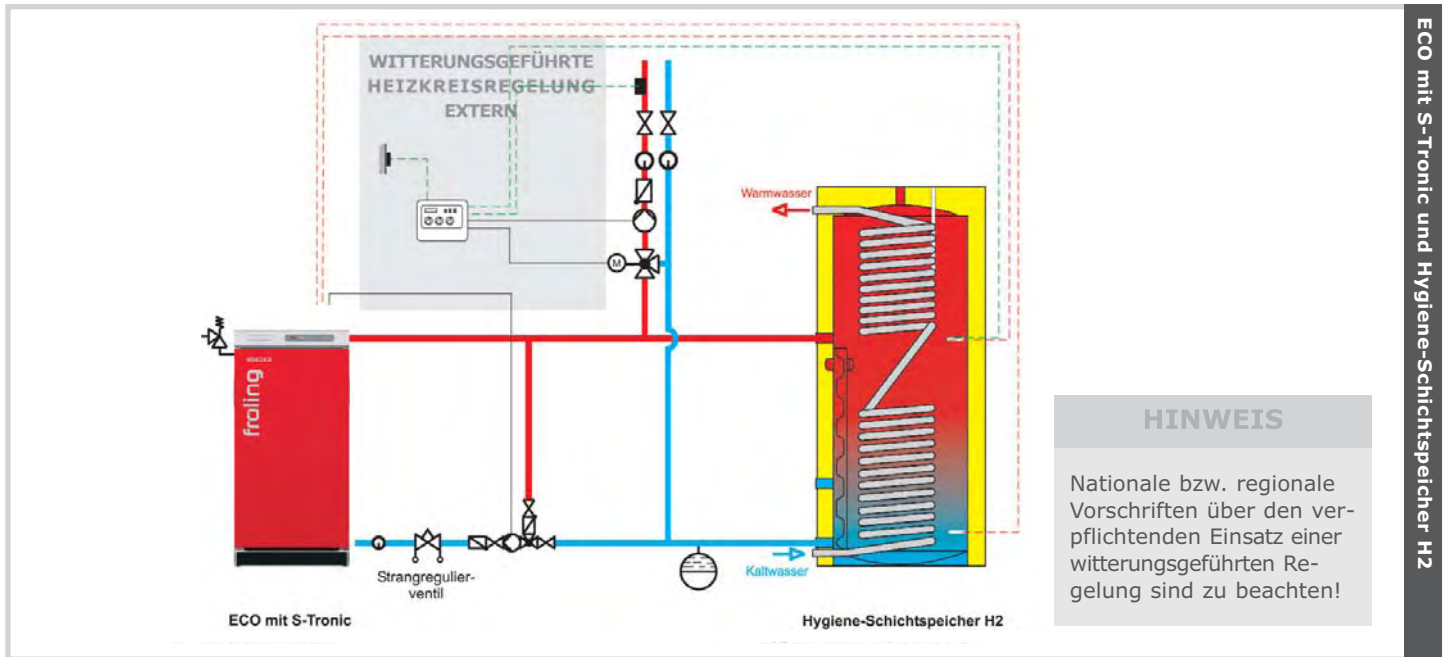 WITTERUNGSGEFÜHRTE
HEIZKREISREGELUNG
EXTERN
Warmwasser
M
froling
Strangregulier-
ventil
Kaltwasser
ECO mit S-Tronic
Hygiene-Schichtspeicher H2
HINWEIS
Nationale bzw. regionale
Vorschriften über den ver-
pflichtenden Einsatz einer
witterungsgeführten Re-
gelung sind zu beachten!
ECO mit S-Tronic und Hygiene-Schichtspeicher H2